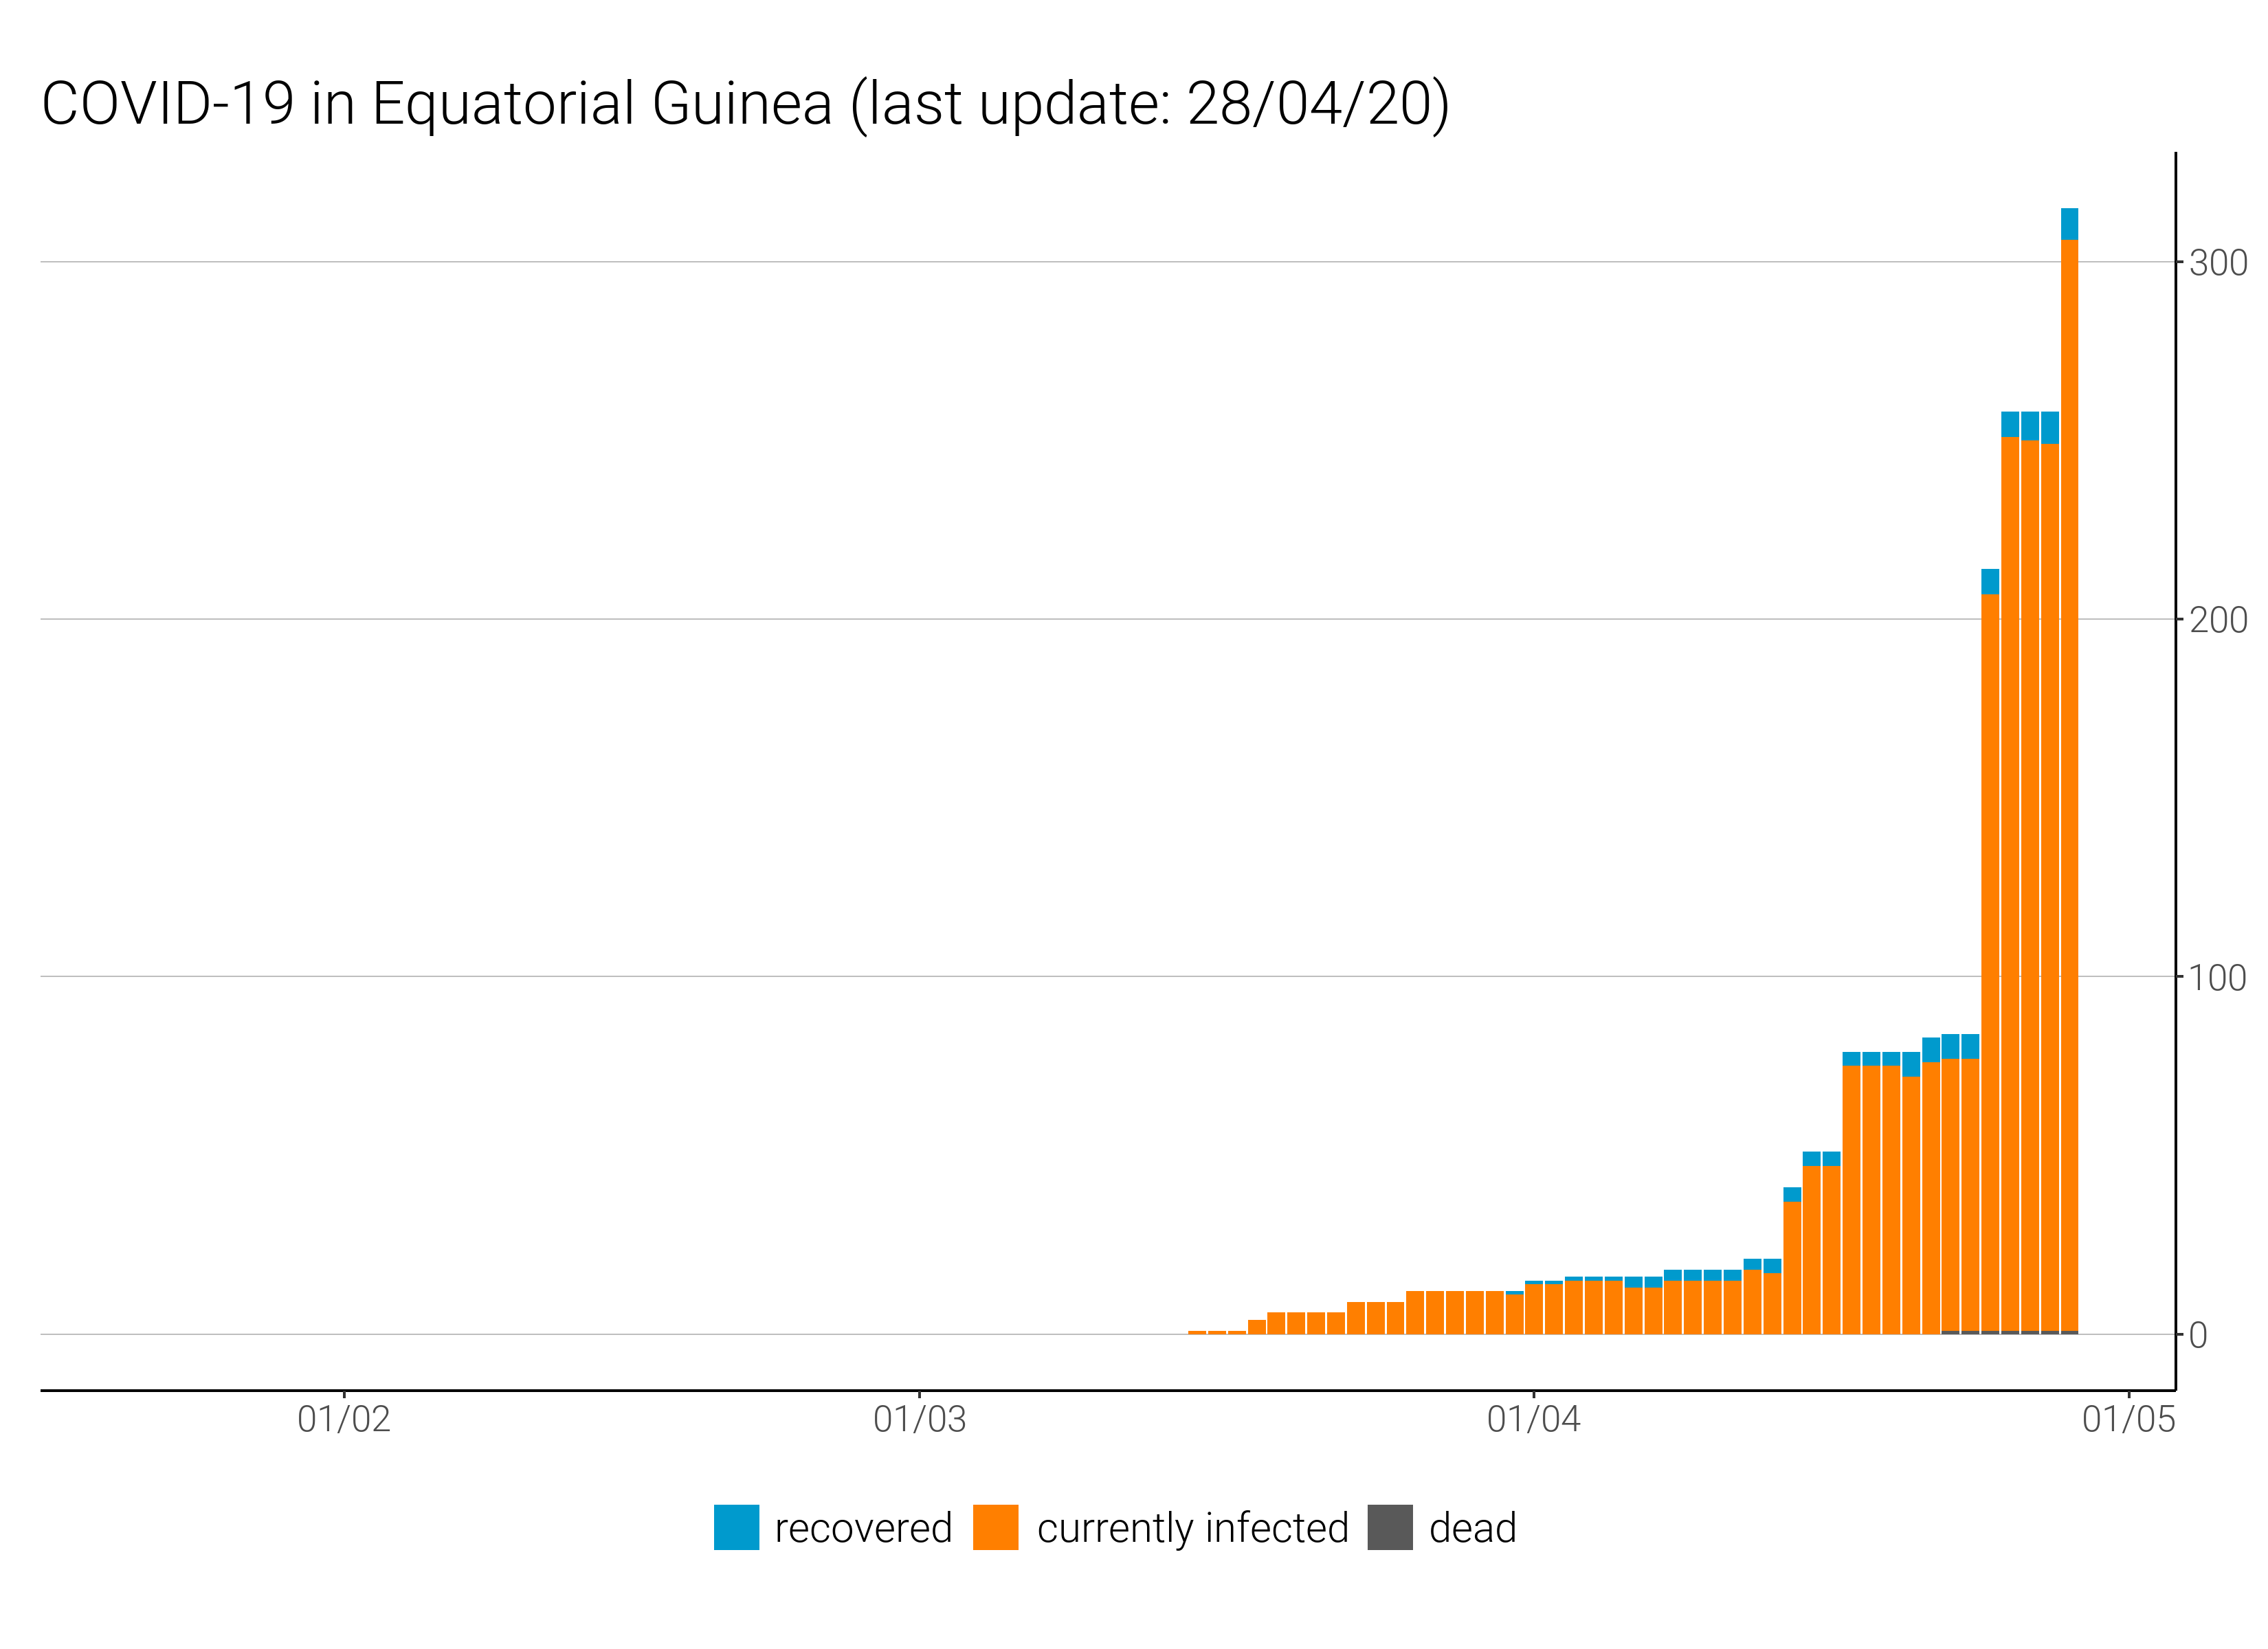 COVID-19 in Equatorial Guinea (last update: 28/04/20)
300
200
100
0
01/02 01/03 01/04 01/05
recovered currently infected dead